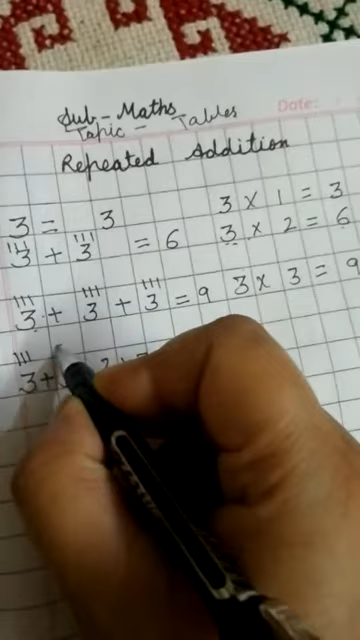 Sub - Maths
Date:
Topic - Tables
Repeated Addition
3 = 3 3 × 1 = 3
3 + 3 = 6 3 × 2 = 6
3 + 3 + 3 = 9 3 × 3 = 9
3 +